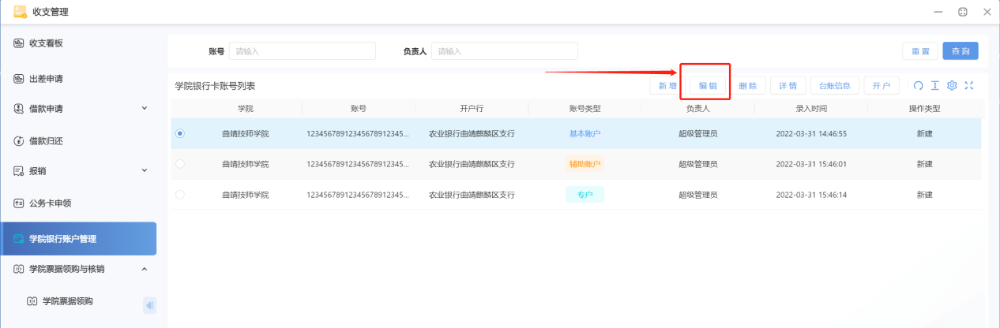 收支管理
收支看板
出差申请
借款申请
借款归还
报销
公务卡申领
学院银行账户管理
学院票据领购与核销
学院票据领购
账号 请输入 负责人 请输入 重置 查询
学院银行卡账号列表 新增 编辑 删除 详情 台账信息 开户
学院 账号 开户行 账号类型 负责人 录入时间 操作类型
曲靖技师学院 12345678912345678912345... 农业银行曲靖麒麟区支行 基本账户 超级管理员 2022-03-31 14:46:55 新建
曲靖技师学院 12345678912345678912345... 农业银行曲靖麒麟区支行 辅助账户 超级管理员 2022-03-31 15:46:01 新建
曲靖技师学院 12345678912345678912345... 农业银行曲靖麒麟区支行 专户 超级管理员 2022-03-31 15:46:14 新建